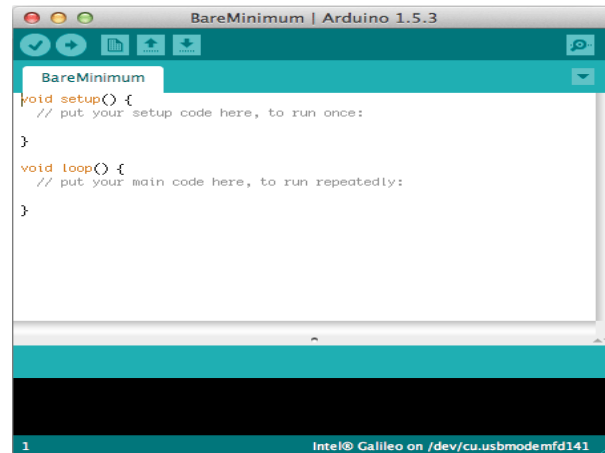 BareMinimum | Arduino 1.5.3
BareMinimum
void setup() {
  // put your setup code here, to run once:
}
void loop() {
  // put your main code here, to run repeatedly:
}
1
Intel® Galileo on /dev/cu.usbmodemfd141